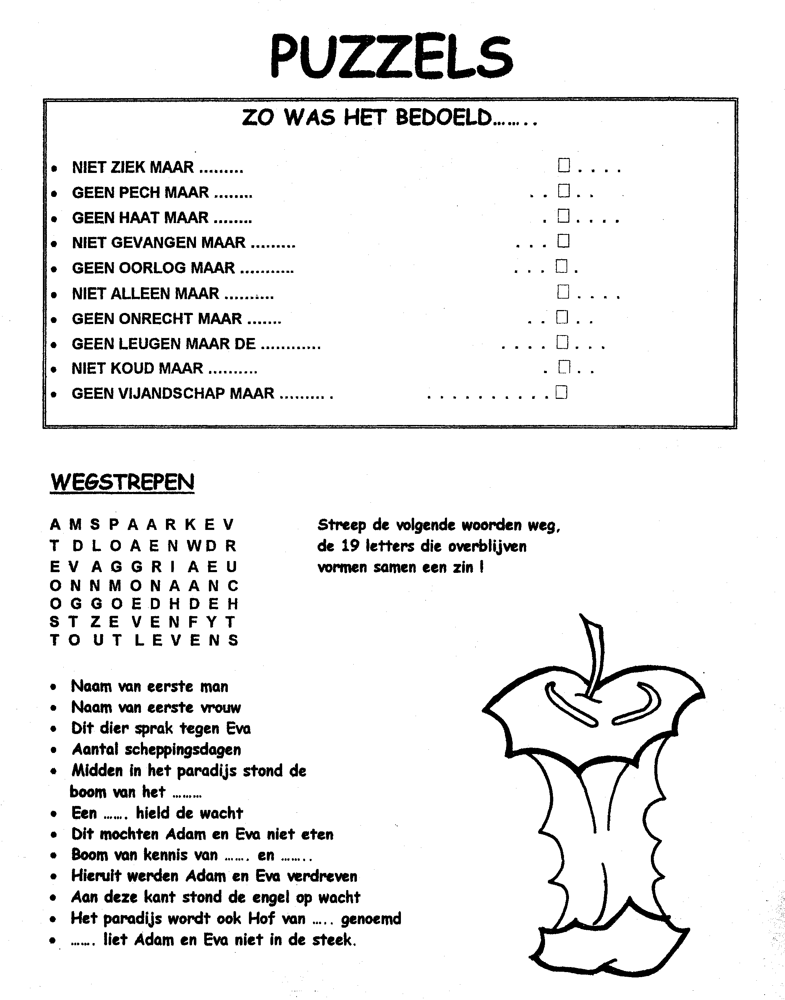 PUZZELS
ZO WAS HET BEDOELD........
• NIET ZIEK MAAR ......... □ . . . .
• GEEN PECH MAAR ........ . . □ . .
• GEEN HAAT MAAR ........ . □ . . . .
• NIET GEVANGEN MAAR ......... . . . □
• GEEN OORLOG MAAR ........... . . . □ .
• NIET ALLEEN MAAR .......... □ . . . .
• GEEN ONRECHT MAAR ....... . . □ . .
• GEEN LEUGEN MAAR DE ............ . . . . □ . . .
• NIET KOUD MAAR .......... . □ . .
• GEEN VIJANDSCHAP MAAR ......... . . . . . . . . . . . □
WEGSTREPEN
A M S P A A R K E V
T D L O A E N W D R
E V A G G R I A E U
O N N M O N A A N C
O G G O E D H D E H
S T Z E V E N F Y T
T O U T L E V E N S
Streep de volgende woorden weg,
de 19 letters die overblijven
vormen samen een zin !
• Naam van eerste man
• Naam van eerste vrouw
• Dit dier sprak tegen Eva
• Aantal scheppingsdagen
• Midden in het paradijs stond de
boom van het .........
• Een ....... hield de wacht
• Dit mochten Adam en Eva niet eten
• Boom van kennis van ....... en ........
• Hieruit werden Adam en Eva verdreven
• Aan deze kant stond de engel op wacht
• Het paradijs wordt ook Hof van ..... genoemd
• ....... liet Adam en Eva niet in de steek.